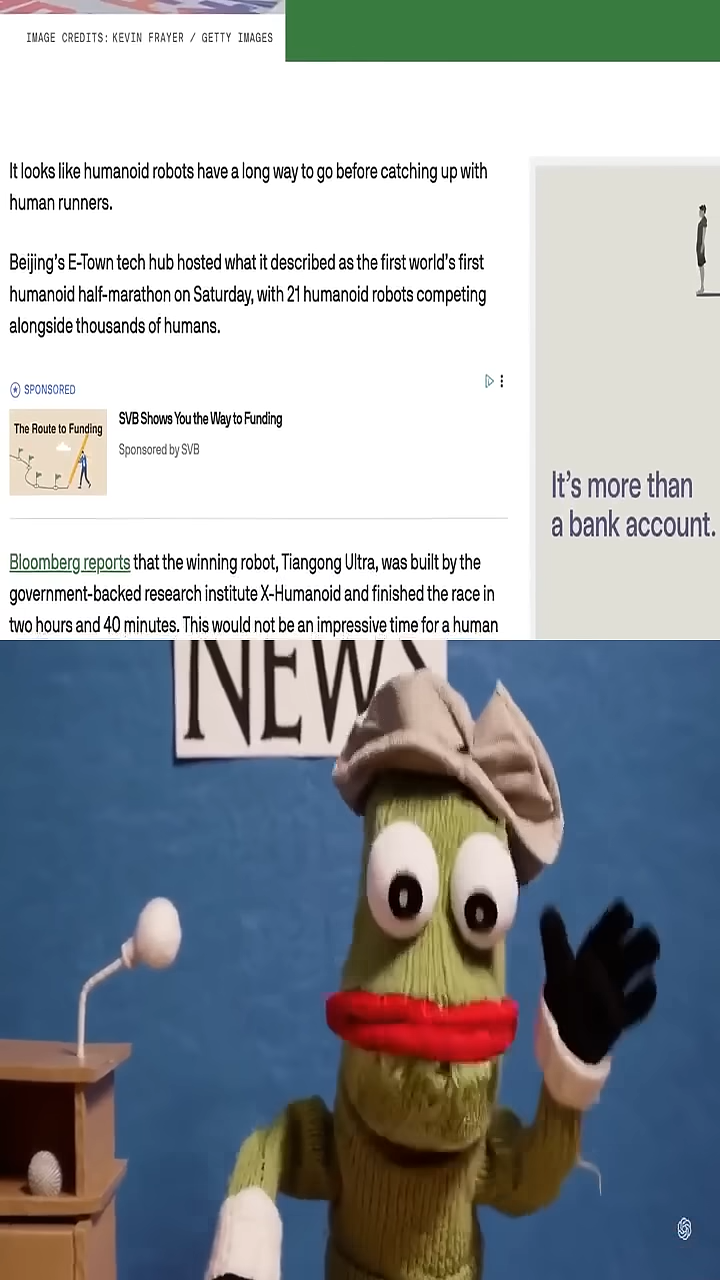 IMAGE CREDITS: KEVIN FRAYER / GETTY IMAGES
It looks like humanoid robots have a long way to go before catching up with
human runners.
Beijing's E-Town tech hub hosted what it described as the first world's first
humanoid half-marathon on Saturday, with 21 humanoid robots competing
alongside thousands of humans.
SPONSORED
The Route to Funding
SVB Shows You the Way to Funding
Sponsored by SVB
It's more than
a bank account.
Bloomberg reports that the winning robot, Tiangong Ultra, was built by the
government-backed research institute X-Humanoid and finished the race in
two hours and 40 minutes. This would not be an impressive time for a human
NEWS